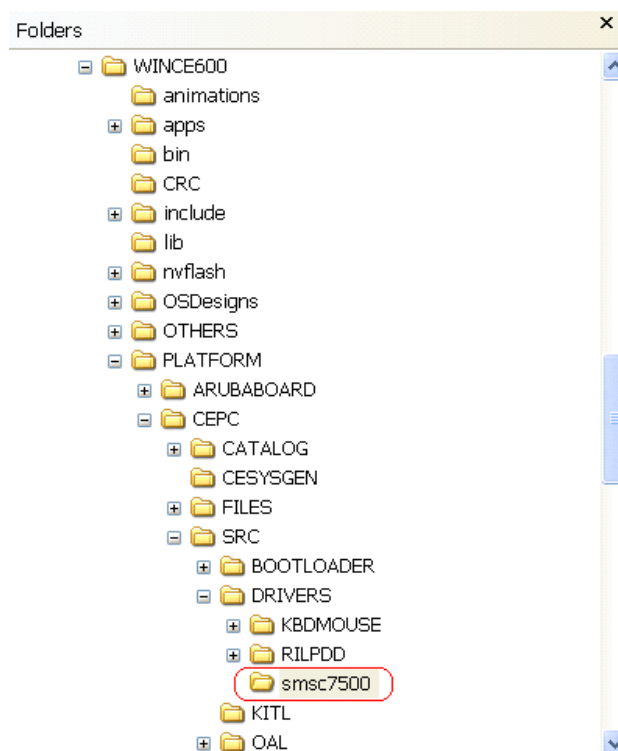 Folders
WINCE600
animations
apps
bin
CRC
include
lib
nvflash
OSDesigns
OTHERS
PLATFORM
ARUBABOARD
CEPC
CATALOG
CESYSGEN
FILES
SRC
BOOTLOADER
DRIVERS
KBDMOUSE
RILPDD
smsc7500
KITL
OAL